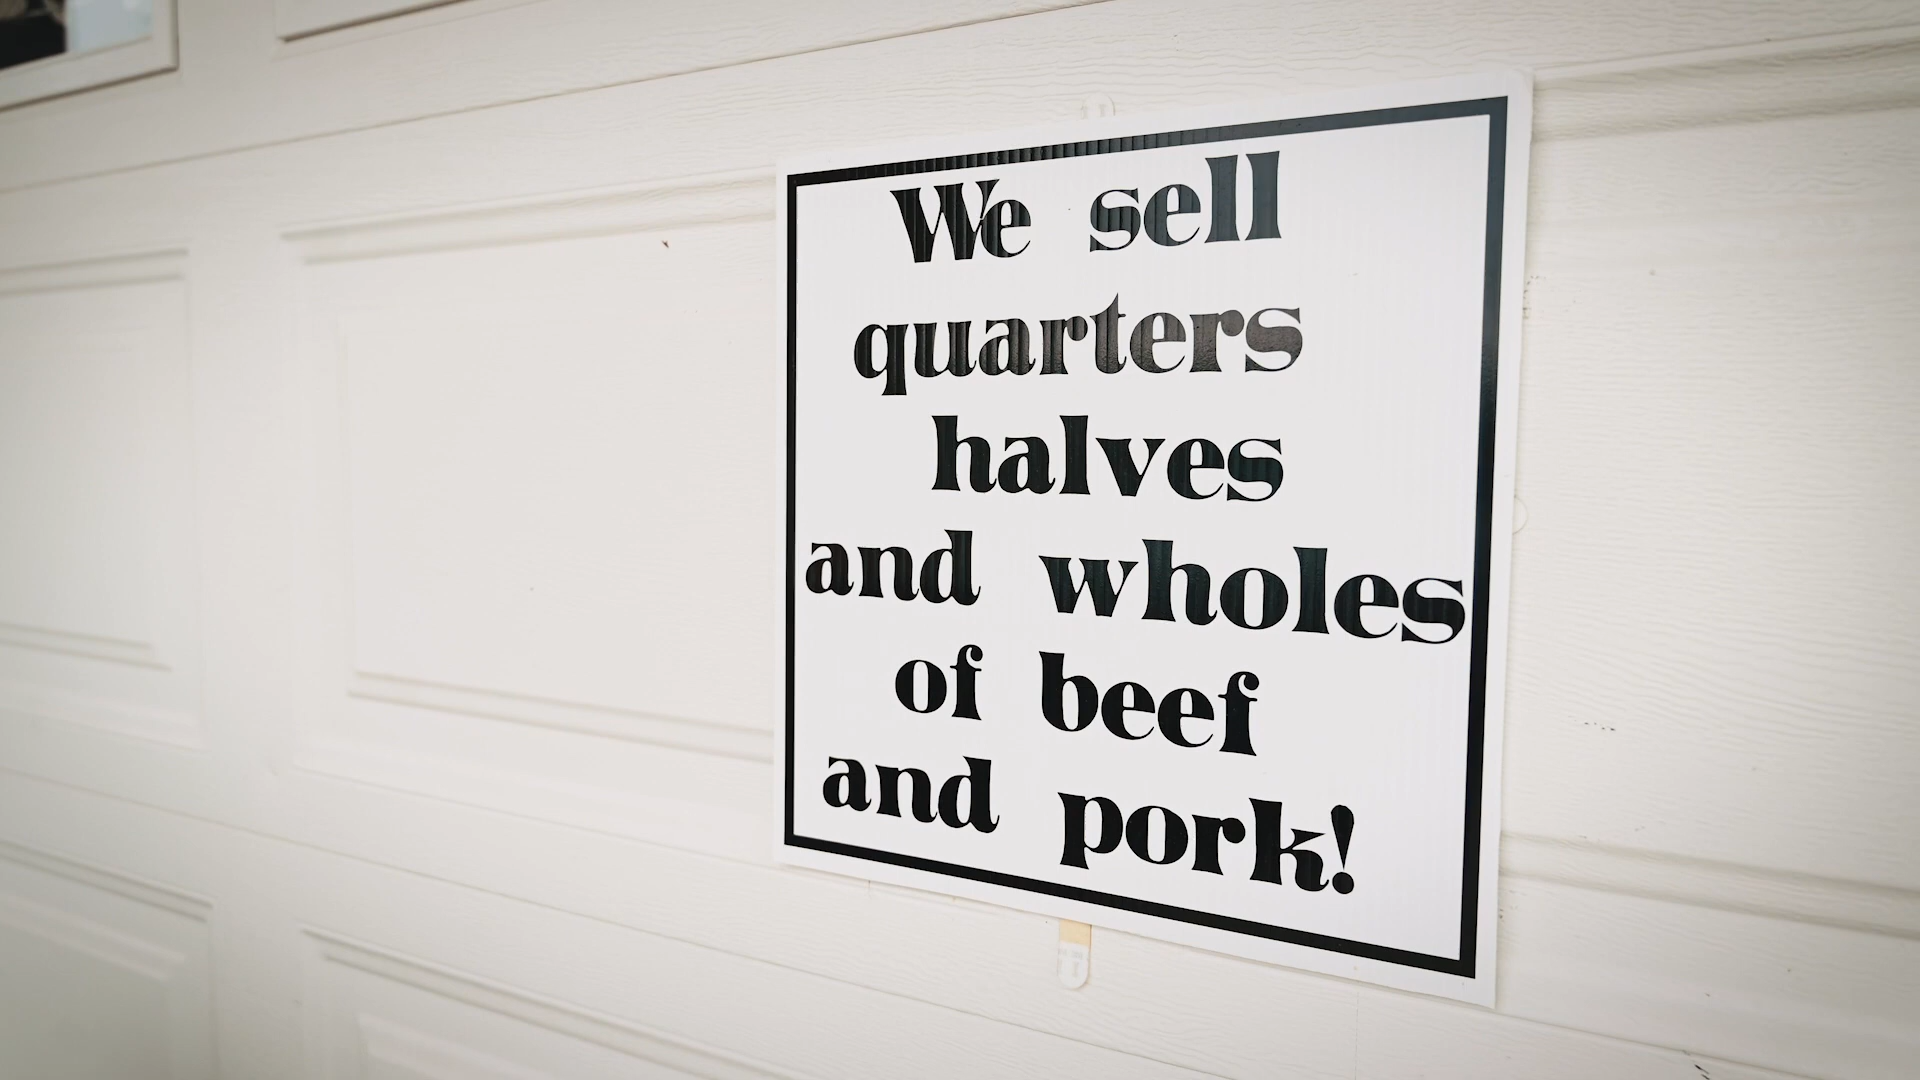 We sell
quarters
halves
and wholes
of beef
and pork!